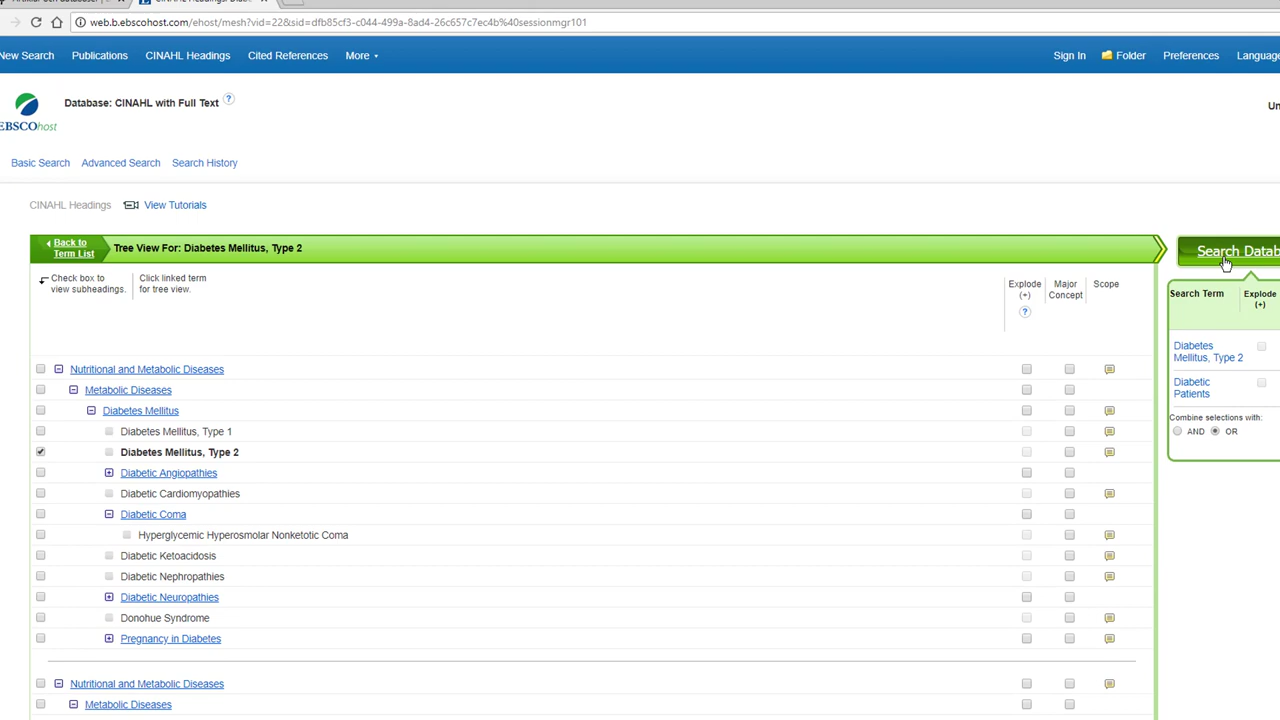 web.b.ebscohost.com/ehost/mesh?vid=22&sid=dfb85cf3-c044-499a-8ad4-26c657c7ec4b%40sessionmgr101
New Search Publications CINAHL Headings Cited References More Sign In Folder Preferences Language
Database: CINAHL with Full Text ?
EBSCOhost
Basic Search Advanced Search Search History
CINAHL Headings View Tutorials
Back to
Term List
Tree View For: Diabetes Mellitus, Type 2
Search Datab
Check box to
view subheadings.
Click linked term
for tree view.
Explode
(+)
?
Major
Concept
Scope
Search Term
Explode
(+)
Nutritional and Metabolic Diseases
Metabolic Diseases
Diabetes Mellitus
Diabetes Mellitus, Type 1
Diabetes Mellitus, Type 2
Diabetic Angiopathies
Diabetic Cardiomyopathies
Diabetic Coma
Hyperglycemic Hyperosmolar Nonketotic Coma
Diabetic Ketoacidosis
Diabetic Nephropathies
Diabetic Neuropathies
Donohue Syndrome
Pregnancy in Diabetes
Nutritional and Metabolic Diseases
Metabolic Diseases
Diabetes
Mellitus, Type 2
Diabetic
Patients
Combine selections with:
AND OR